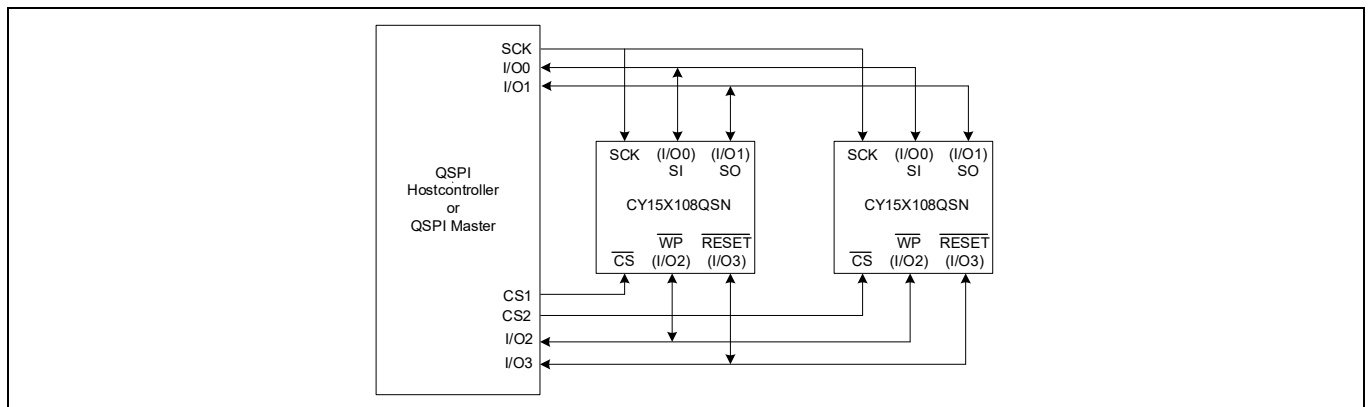 SCK
I/O0
I/O1
QSPI
Hostcontroller
or
QSPI Master
CS1
CS2
I/O2
I/O3
SCK (I/O0) (I/O1)
SI SO
CY15X108QSN
WP RESET
CS (I/O2) (I/O3)
SCK (I/O0) (I/O1)
SI SO
CY15X108QSN
WP RESET
CS (I/O2) (I/O3)